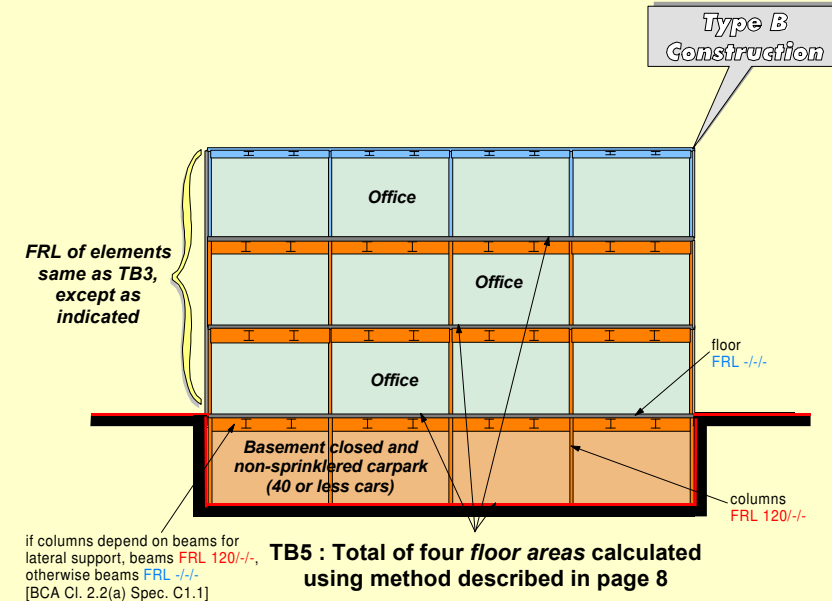 Type B
Construction
Office
FRL of elements
same as TB3,
except as
indicated
Office
floor
FRL -/-/-
Office
Basement closed and
non-sprinklered carpark
(40 or less cars)
columns
FRL 120/-/-
if columns depend on beams for
lateral support, beams FRL 120/-/-,
otherwise beams FRL -/-/-
[BCA Cl. 2.2(a) Spec. C1.1]
TB5 : Total of four floor areas calculated
using method described in page 8